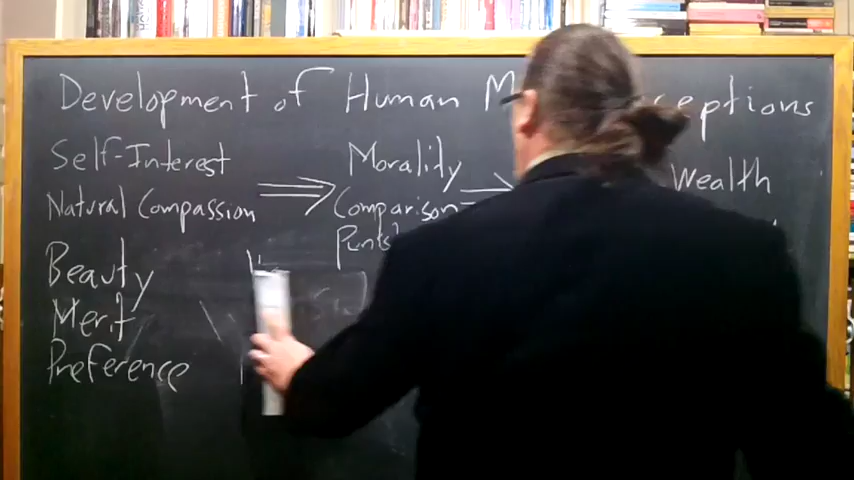 Development of Human M ceptions
Self-Interest Morality Wealth
Natural Compassion Comparison
Beauty
Merit
Preference